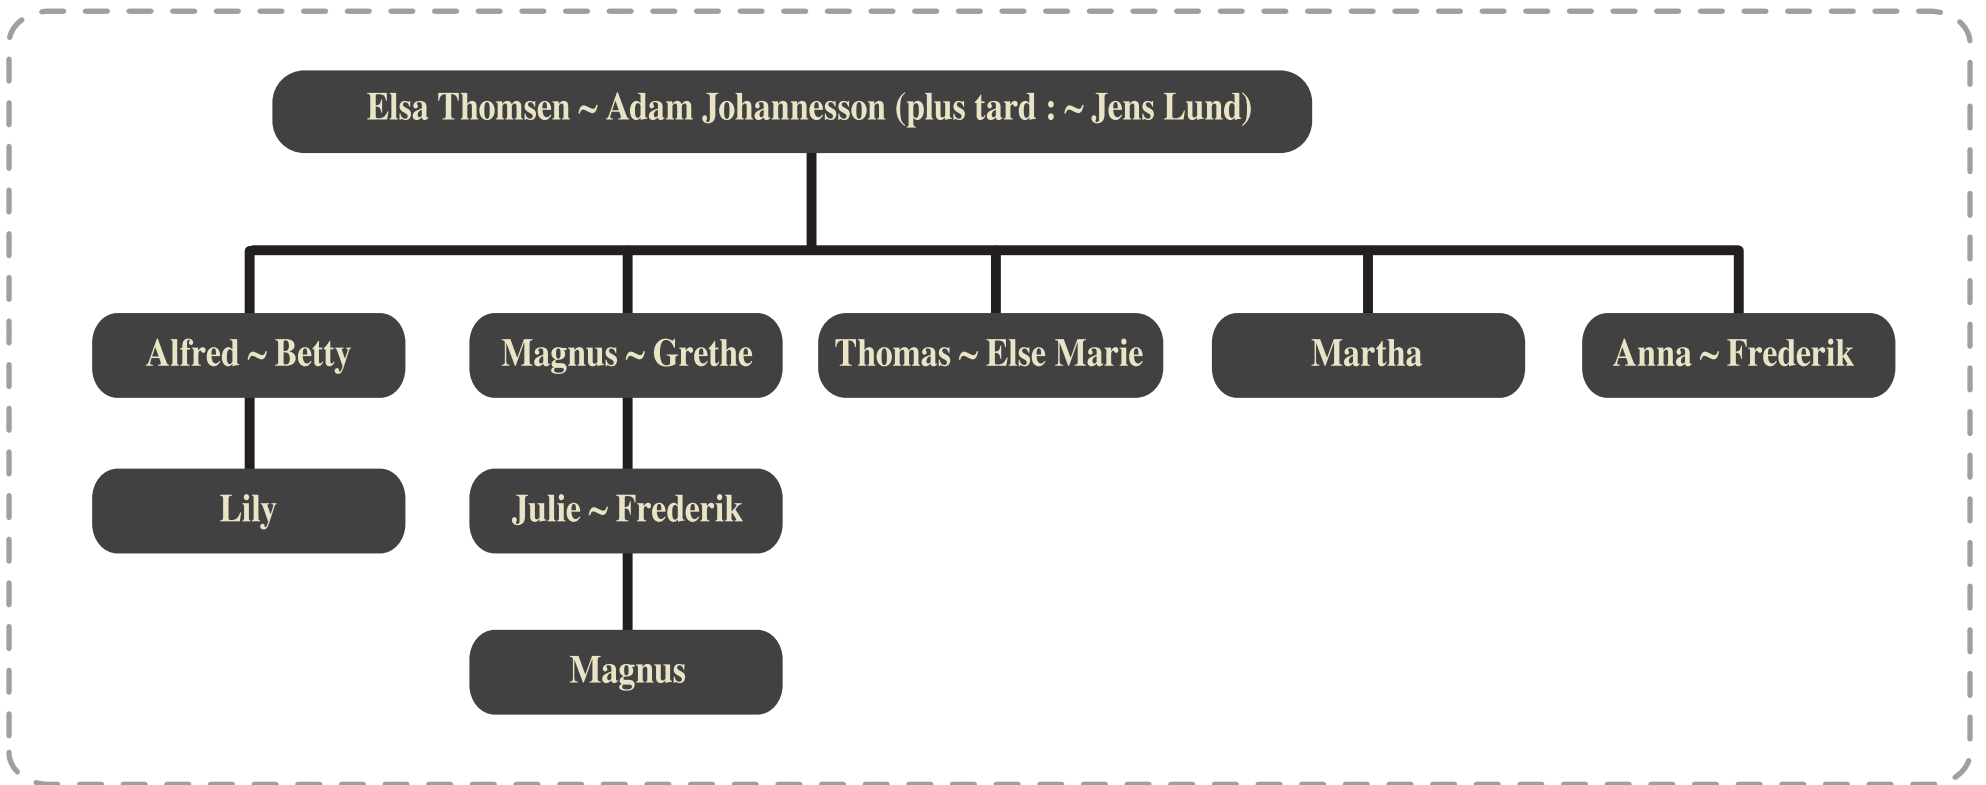 Elsa Thomsen ~ Adam Johannesson (plus tard : ~ Jens Lund)
Alfred ~ Betty
Magnus ~ Grethe
Thomas ~ Else Marie
Martha
Anna ~ Frederik
Lily
Julie ~ Frederik
Magnus